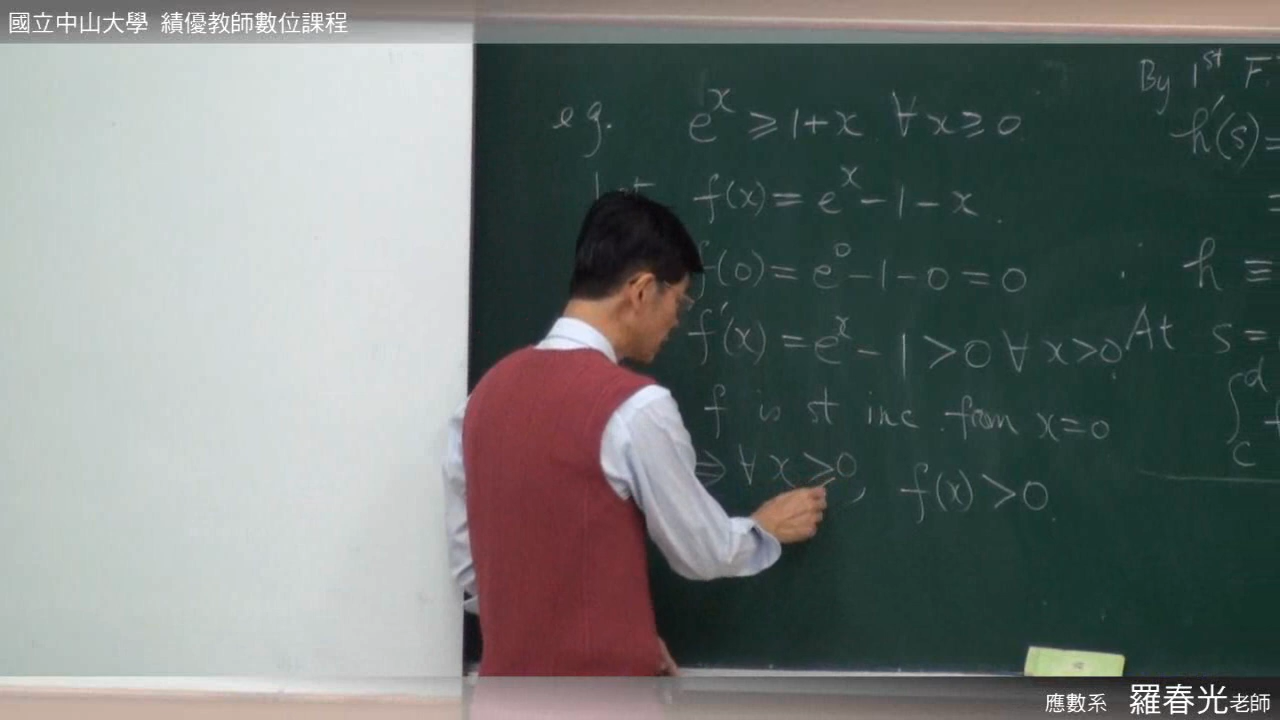 國立中山大學 績優教師數位課程
e.g. e^x ≥ 1+x ∀ x ≥ 0
let f(x) = e^x - 1 - x.
f(0) = e^0 - 1 - 0 = 0
f'(x) = e^x - 1 > 0 ∀ x > 0
f is st inc. from x = 0
⇒ ∀ x ≥ 0, f(x) > 0.
By 1st F.
h'(s) =
=
∴ h ≡
At s =
∫_c^d
應數系 羅春光老師